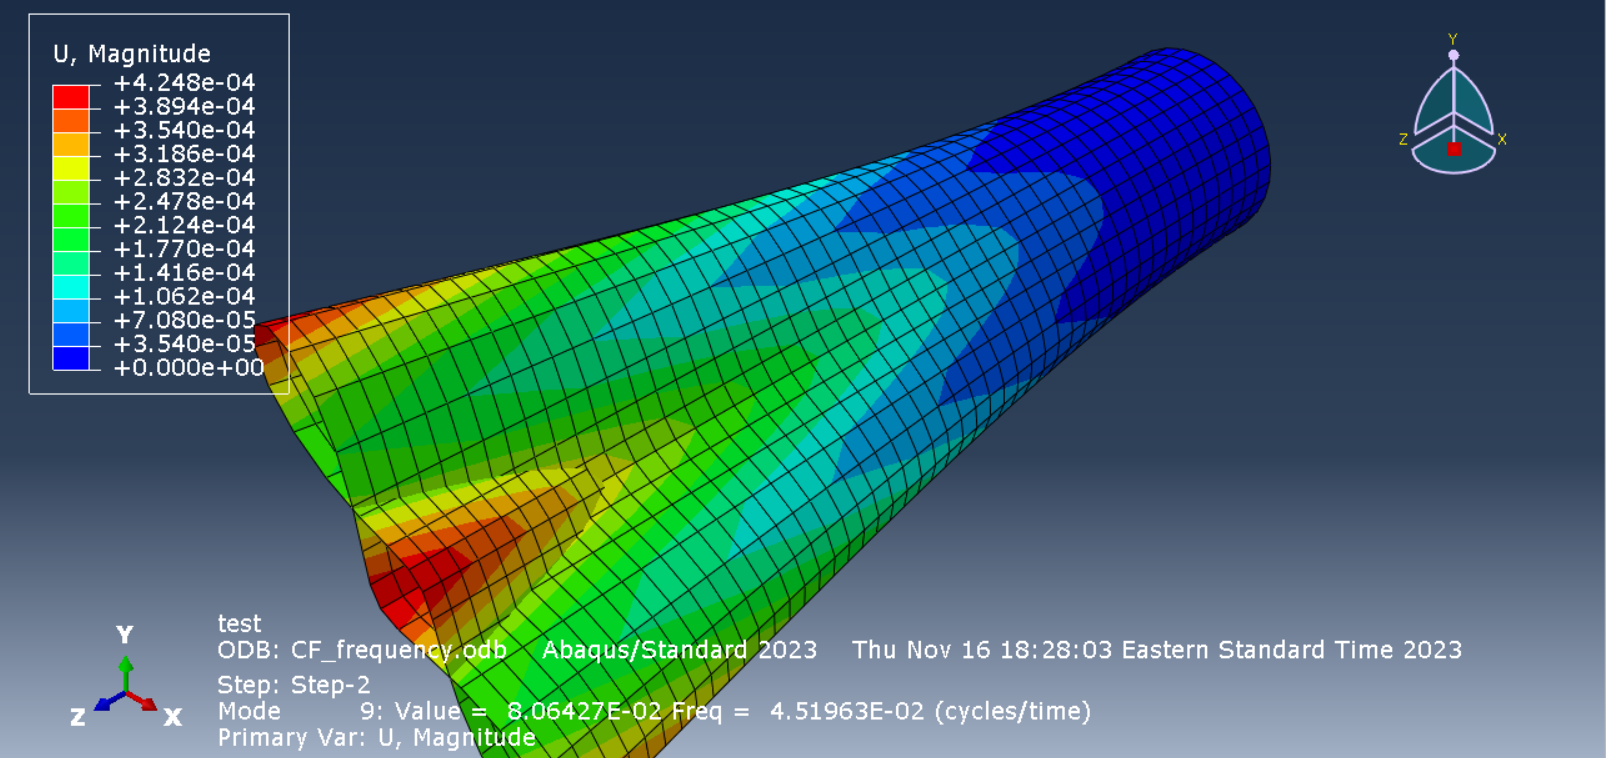 U, Magnitude
+4.248e-04
+3.894e-04
+3.540e-04
+3.186e-04
+2.832e-04
+2.478e-04
+2.124e-04
+1.770e-04
+1.416e-04
+1.062e-04
+7.080e-05
+3.540e-05
+0.000e+00
Y
Z
X
Y
Z
X
test
ODB: CF_frequency.odb Abaqus/Standard 2023 Thu Nov 16 18:28:03 Eastern Standard Time 2023
Step: Step-2
Mode 9: Value = 8.06427E-02 Freq = 4.51963E-02 (cycles/time)
Primary Var: U, Magnitude